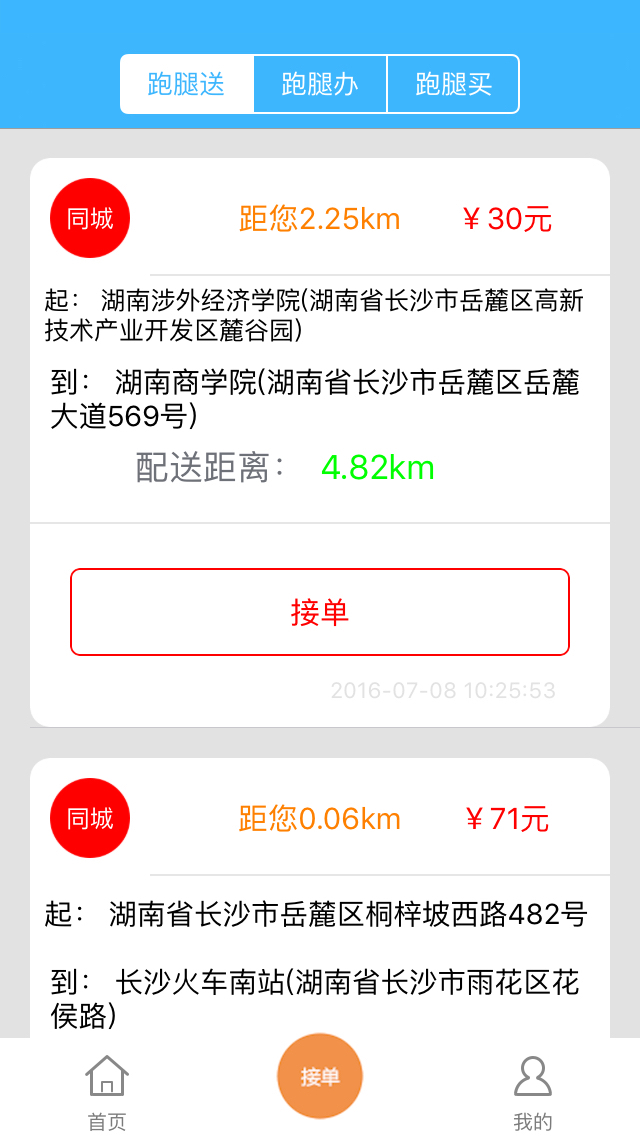 跑腿送 跑腿办 跑腿买
同城 距您2.25km ￥30元
起： 湖南涉外经济学院(湖南省长沙市岳麓区高新
技术产业开发区麓谷园)
到： 湖南商学院(湖南省长沙市岳麓区岳麓
大道569号)
配送距离： 4.82km
接单
2016-07-08 10:25:53
同城 距您0.06km ￥71元
起： 湖南省长沙市岳麓区桐梓坡西路482号
到： 长沙火车南站(湖南省长沙市雨花区花
侯路)
接单
首页 我的